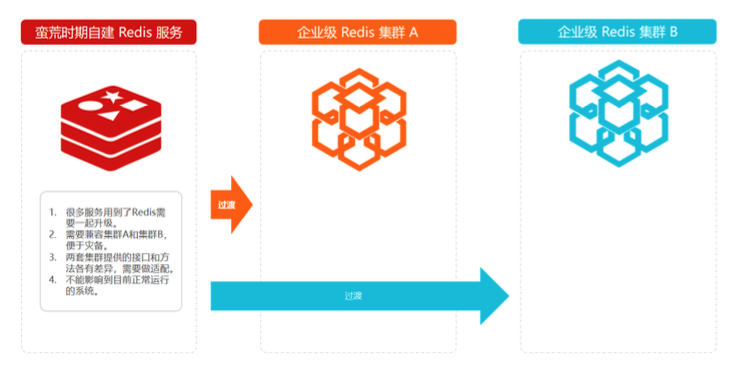 蛮荒时期自建 Redis 服务
企业级 Redis 集群 A
企业级 Redis 集群 B
1. 很多服务用到了Redis需
要一起升级。
2. 需要兼容集群A和集群B，
便于灾备。
3. 两套集群提供的接口和方
法各有差异，需要做适配。
4. 不能影响到目前正常运行
的系统。
过渡
过渡